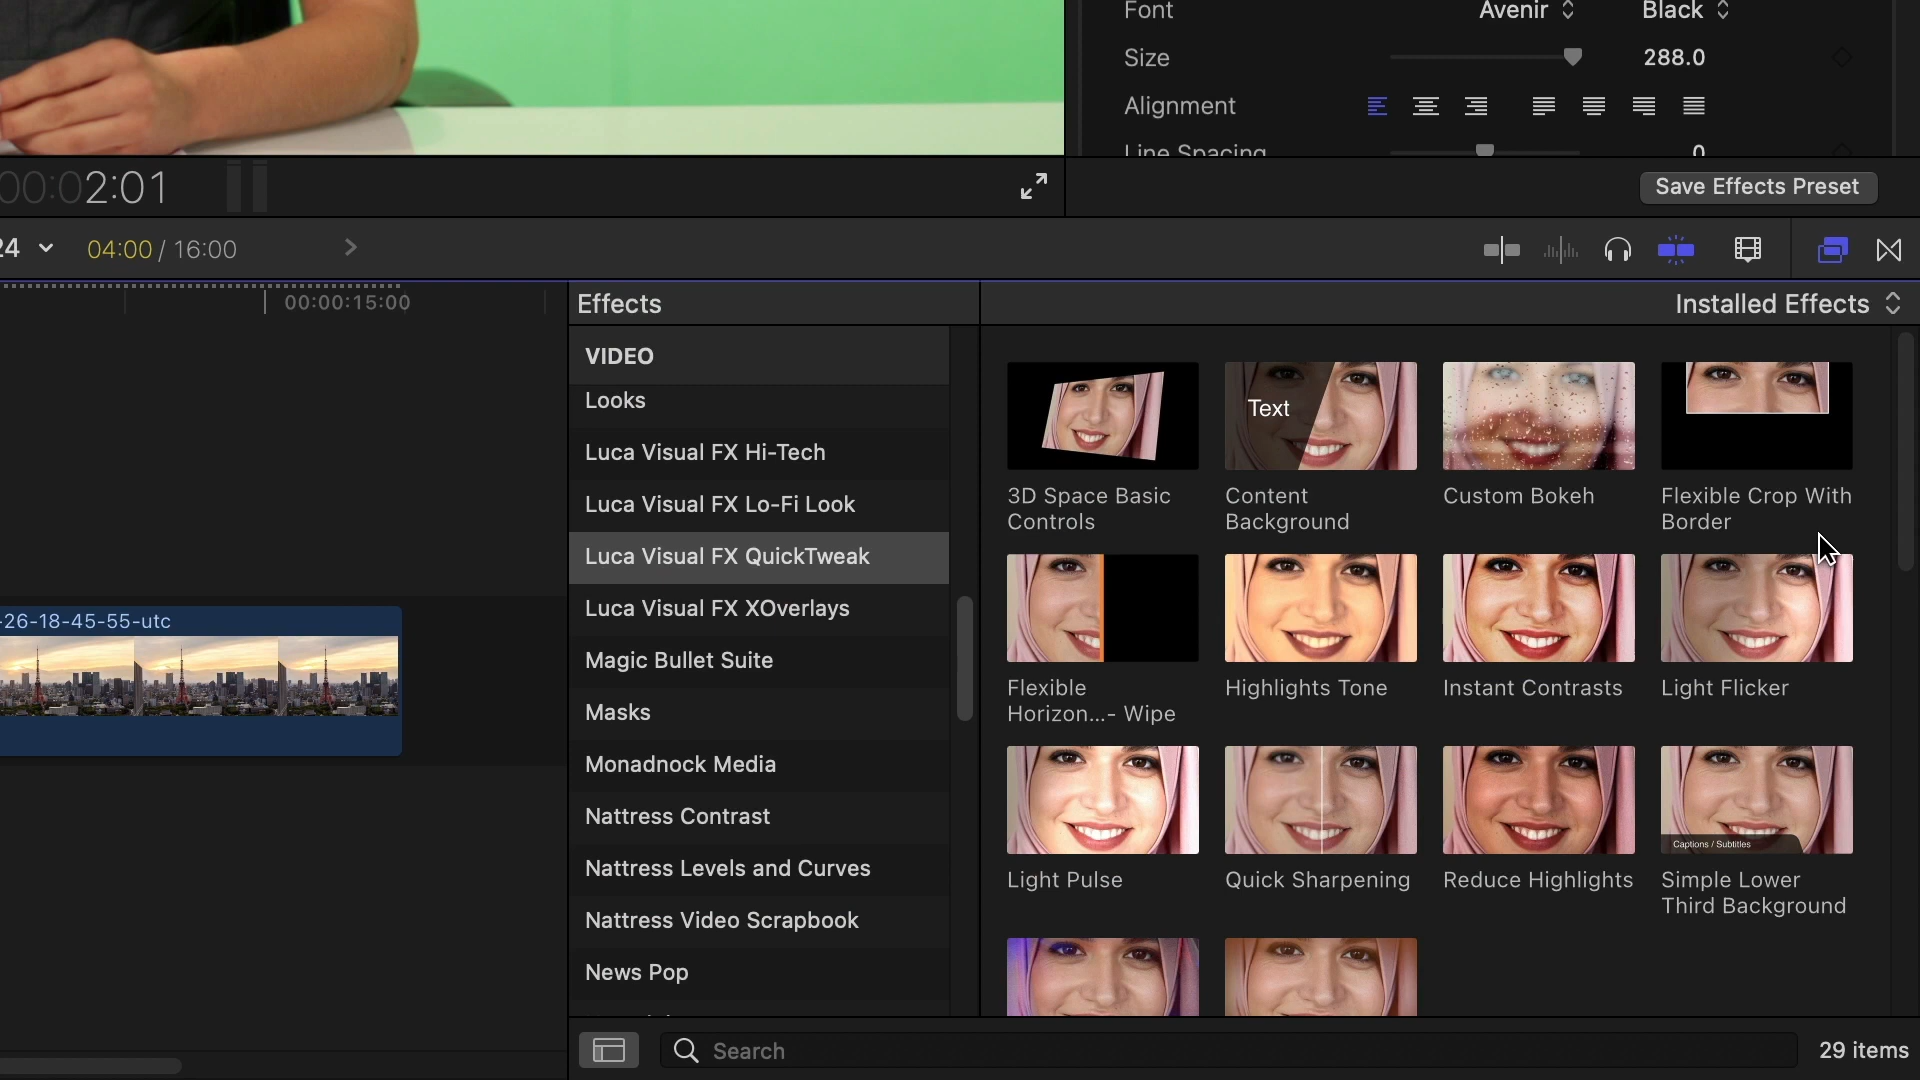 Font Avenir Black
Size 288.0
Alignment
Line Spacing 0
00:02:01
Save Effects Preset
24 04:00 / 16:00
00:00:15:00
Effects
Installed Effects
VIDEO
Looks
Luca Visual FX Hi-Tech
Luca Visual FX Lo-Fi Look
Luca Visual FX QuickTweak
Luca Visual FX XOverlays
Magic Bullet Suite
Masks
Monadnock Media
Nattress Contrast
Nattress Levels and Curves
Nattress Video Scrapbook
News Pop
Text
3D Space Basic
Controls
Content
Background
Custom Bokeh
Flexible Crop With
Border
Flexible
Horizon...- Wipe
Highlights Tone
Instant Contrasts
Light Flicker
Captions / Subtitles
Light Pulse
Quick Sharpening
Reduce Highlights
Simple Lower
Third Background
-26-18-45-55-utc
Search
29 items